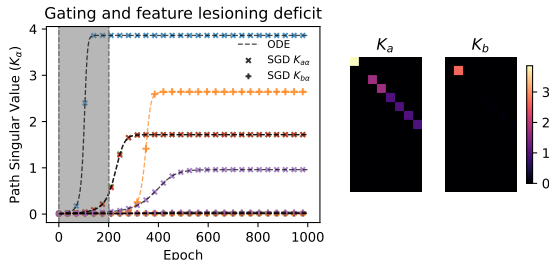 Gating and feature lesioning deficit
Path Singular Value (Kα)
4
3
2
1
0
ODE
SGD Kaα
SGD Kbα
0 200 400 600 800 1000
Epoch
Ka
Kb
3
2
1
0